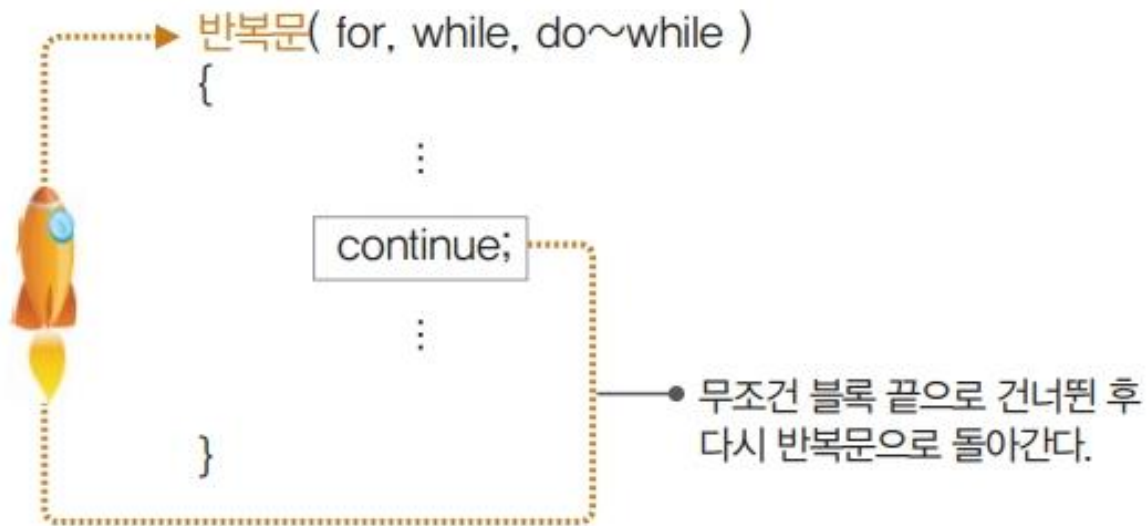 반복문( for, while, do~while )
{
⋮
continue;
⋮
무조건 블록 끝으로 건너뛴 후
다시 반복문으로 돌아간다.
}